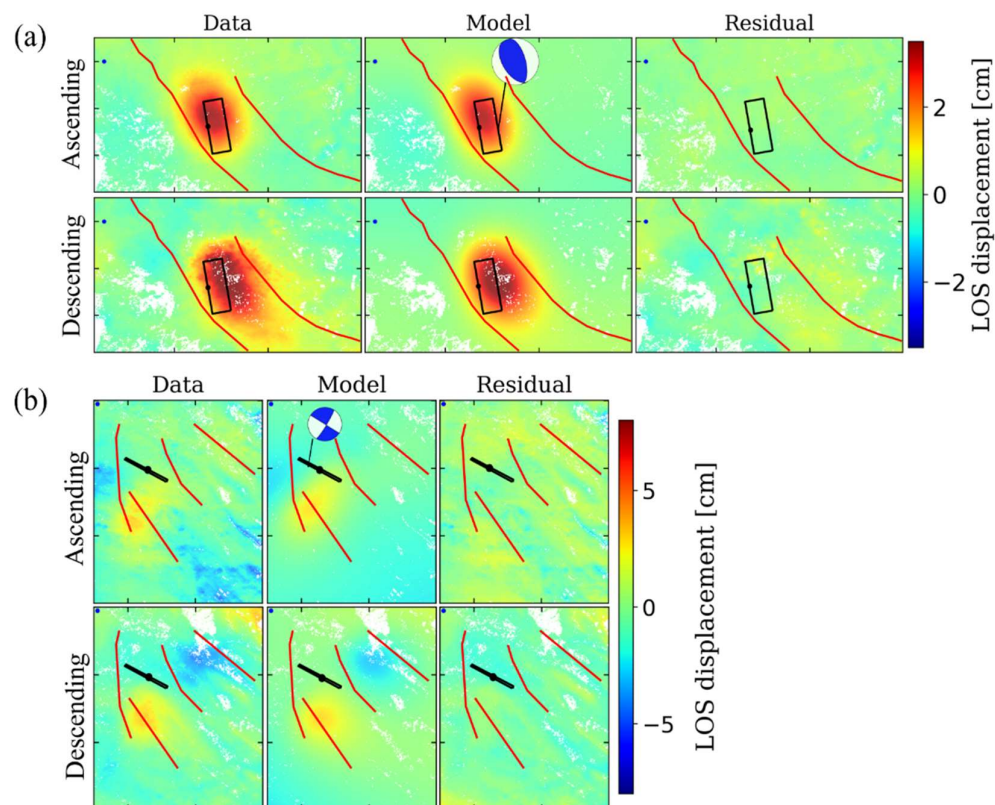 (a)
Data Model Residual
Ascending
Descending
2
0
−2
LOS displacement [cm]
(b)
Data Model Residual
Ascending
Descending
5
0
−5
LOS displacement [cm]